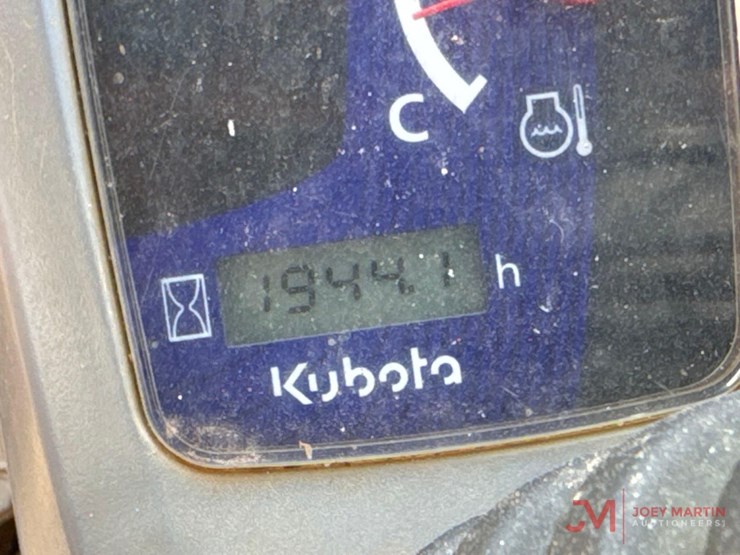 C
1944.1 h
Kubota
JM JOEY MARTIN
AUCTIONEERS